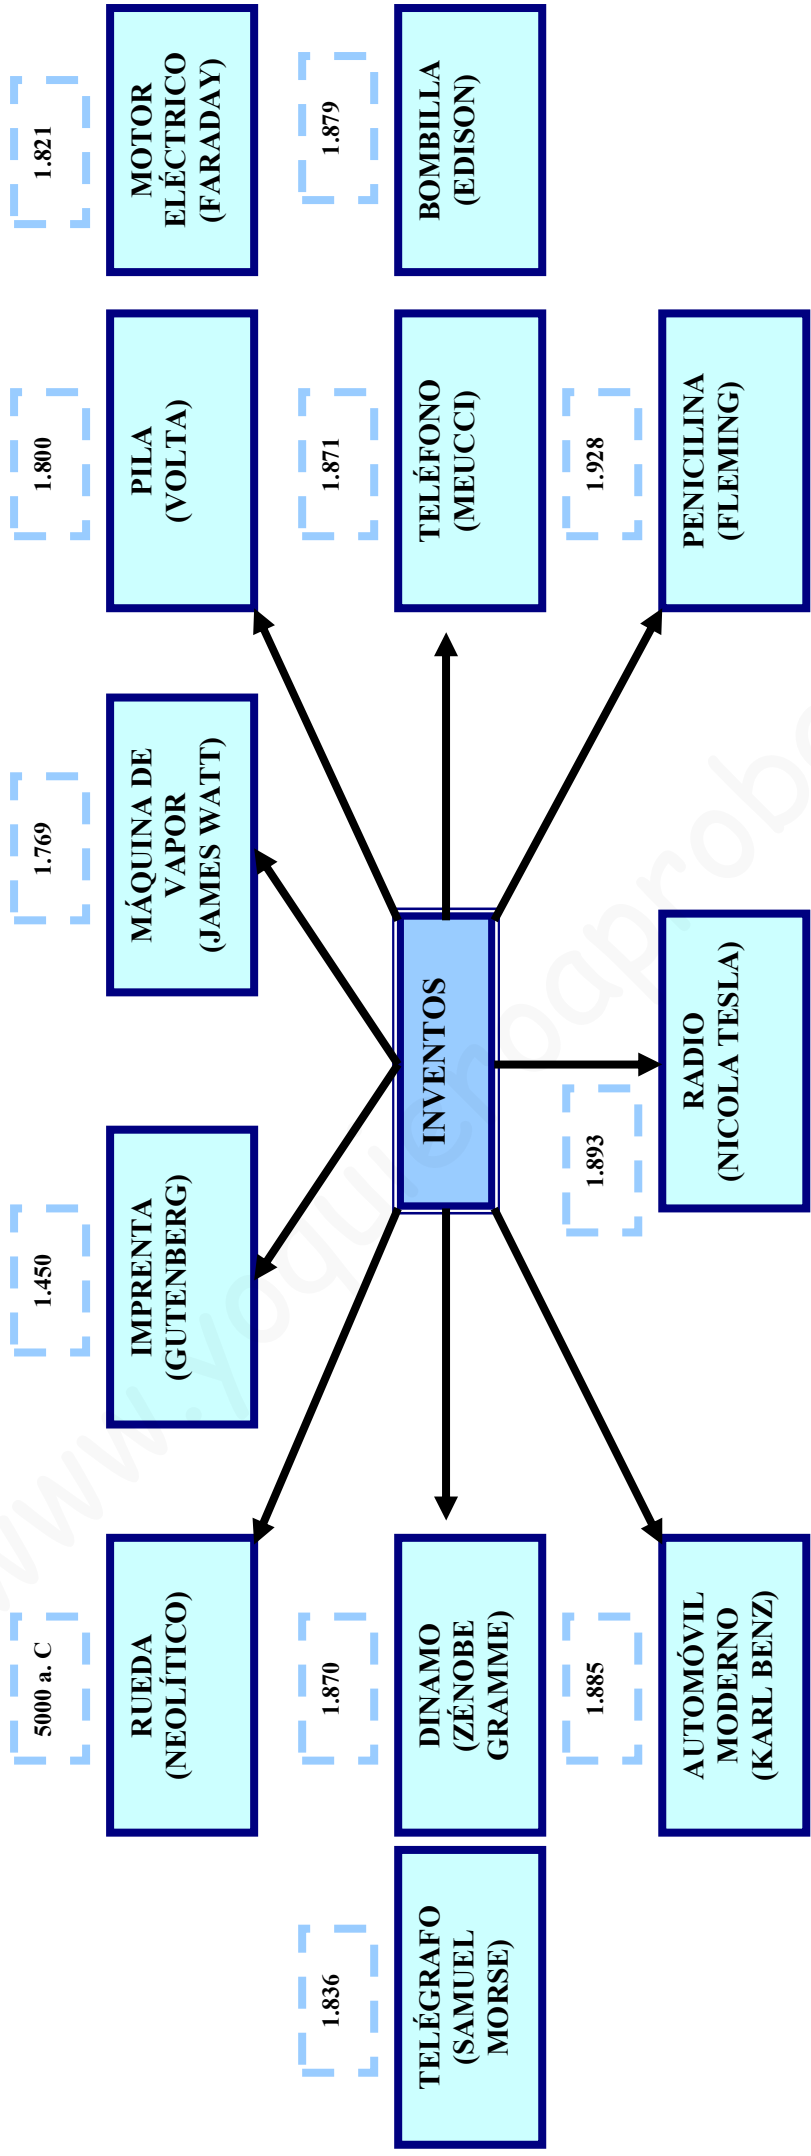 5000 a. C
RUEDA
(NEOLÍTICO)
1.450
IMPRENTA
(GUTENBERG)
1.769
MÁQUINA DE
VAPOR
(JAMES WATT)
1.800
PILA
(VOLTA)
1.821
MOTOR
ELÉCTRICO
(FARADAY)
1.836
TELÉGRAFO
(SAMUEL
MORSE)
1.870
DINAMO
(ZÉNOBE
GRAMME)
INVENTOS
1.871
TELÉFONO
(MEUCCI)
1.879
BOMBILLA
(EDISON)
1.885
AUTOMÓVIL
MODERNO
(KARL BENZ)
1.893
RADIO
(NICOLA TESLA)
1.928
PENICILINA
(FLEMING)